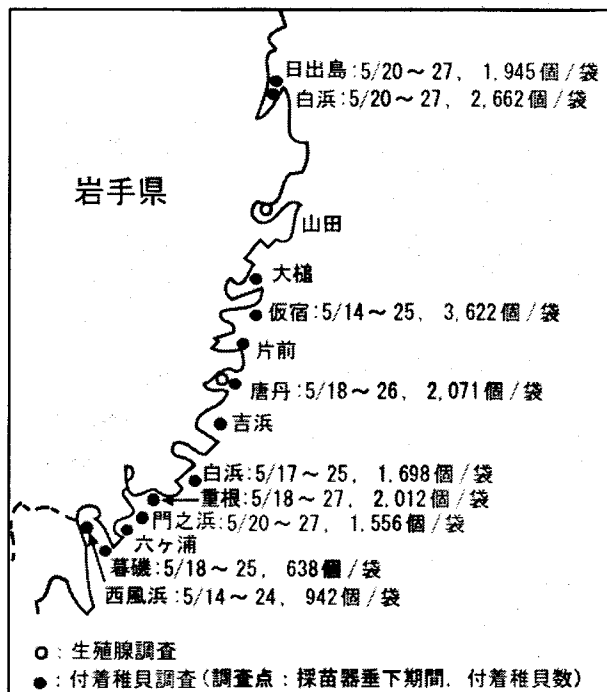 日出島:5/20～27, 1,945個/袋
白浜:5/20～27, 2,662個/袋
岩手県
山田
大槌
仮宿:5/14～25, 3,622個/袋
片前
唐丹:5/18～26, 2,071個/袋
吉浜
白浜:5/17～25, 1,698個/袋
重根:5/18～27, 2,012個/袋
門之浜:5/20～27, 1,556個/袋
六ヶ浦
暮磯:5/18～25, 638個/袋
西風浜:5/14～24, 942個/袋
○:生殖腺調査
●:付着稚貝調査(調査点:採苗器垂下期間, 付着稚貝数)